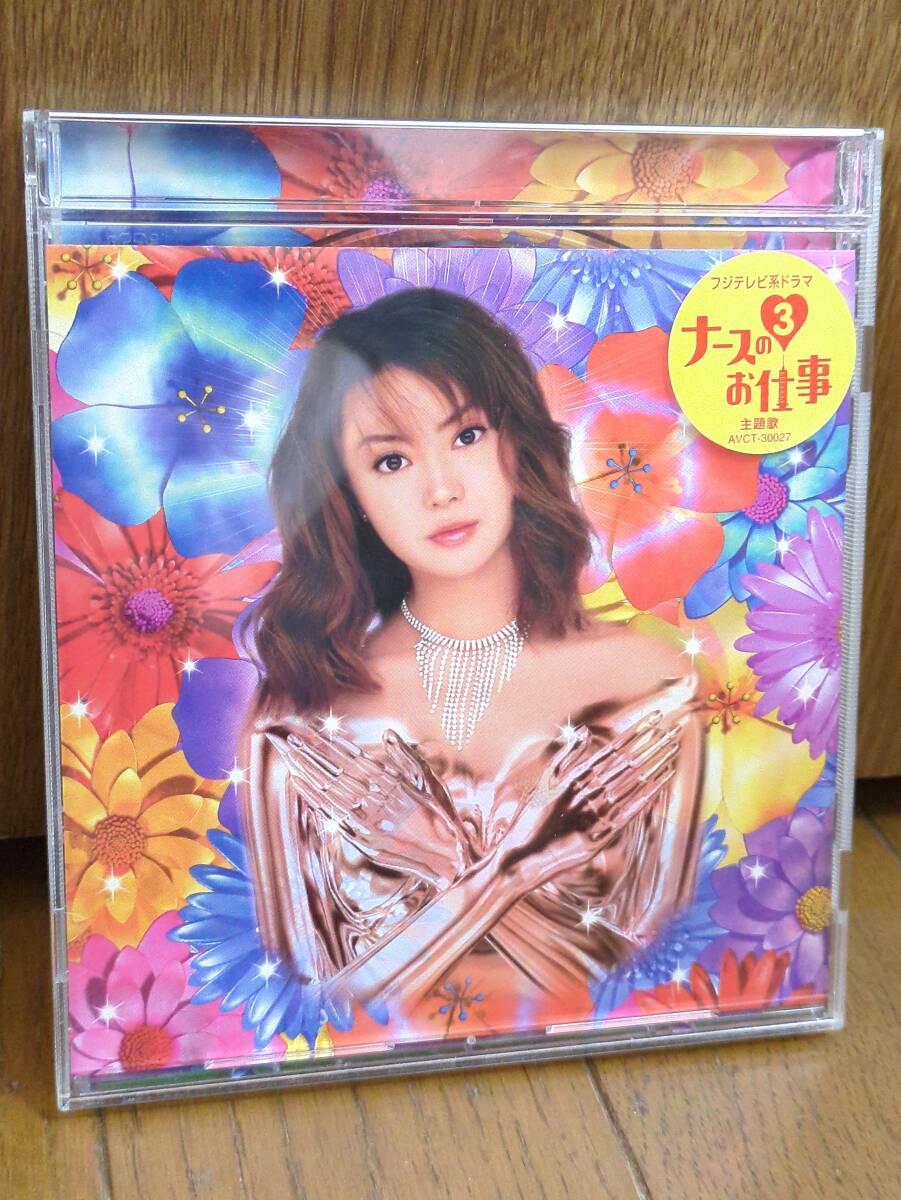 フジテレビ系ドラマ
ナースの3
お仕事
主題歌
AVCT-30027